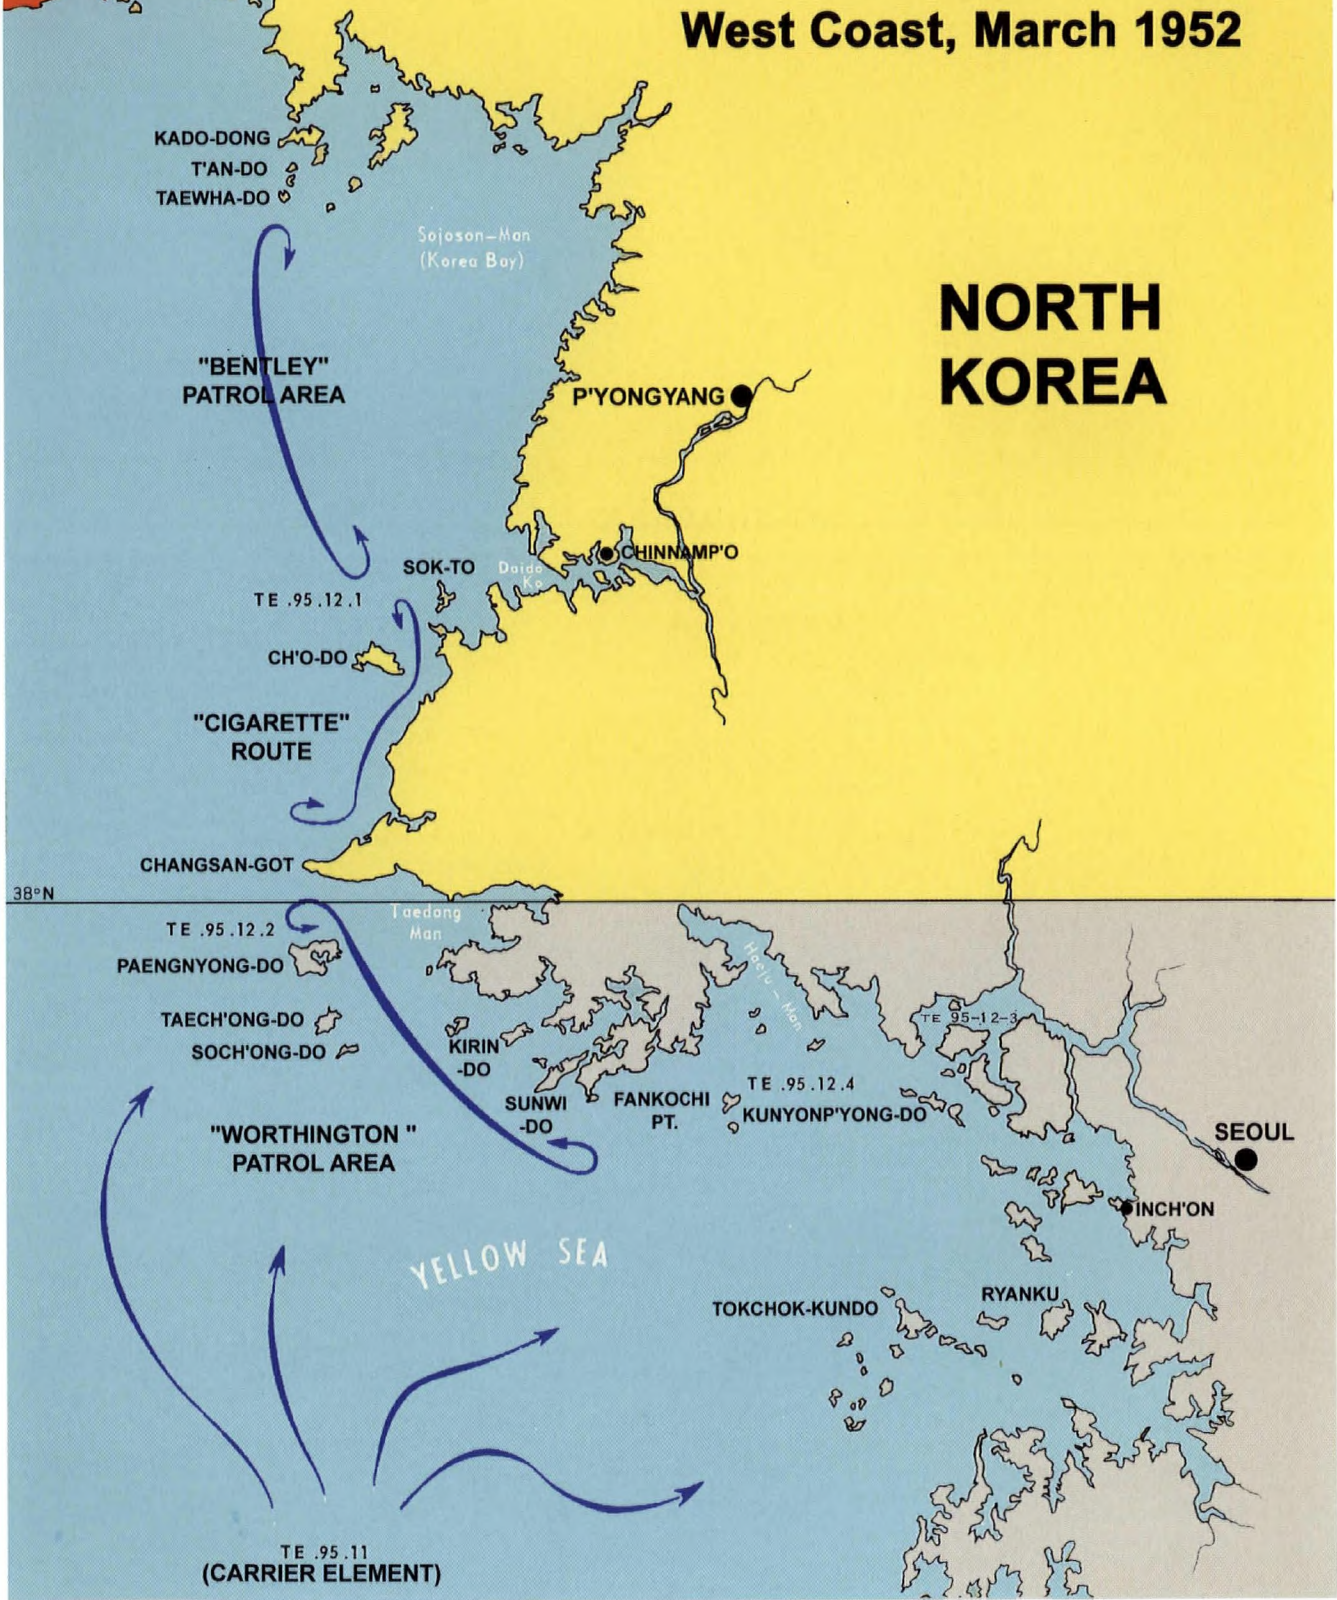 West Coast, March 1952
KADO-DONG
T'AN-DO
TAEWHA-DO
Sojoson-Man
(Korea Bay)
NORTH
KOREA
"BENTLEY"
PATROL AREA
P'YONGYANG
CHINNAMP'O
SOK-TO
Daido
Ko
TE .95.12.1
CH'O-DO
"CIGARETTE"
ROUTE
CHANGSAN-GOT
38°N
Taedong
Man
TE .95.12.2
PAENGNYONG-DO
Haeju-Man
TAECH'ONG-DO
SOCH'ONG-DO
TE 95-12-3
KIRIN
-DO
SUNWI
-DO
FANKOCHI
PT.
TE .95.12.4
KUNYONP'YONG-DO
"WORTHINGTON "
PATROL AREA
SEOUL
INCH'ON
YELLOW SEA
RYANKU
TOKCHOK-KUNDO
TE .95.11
(CARRIER ELEMENT)